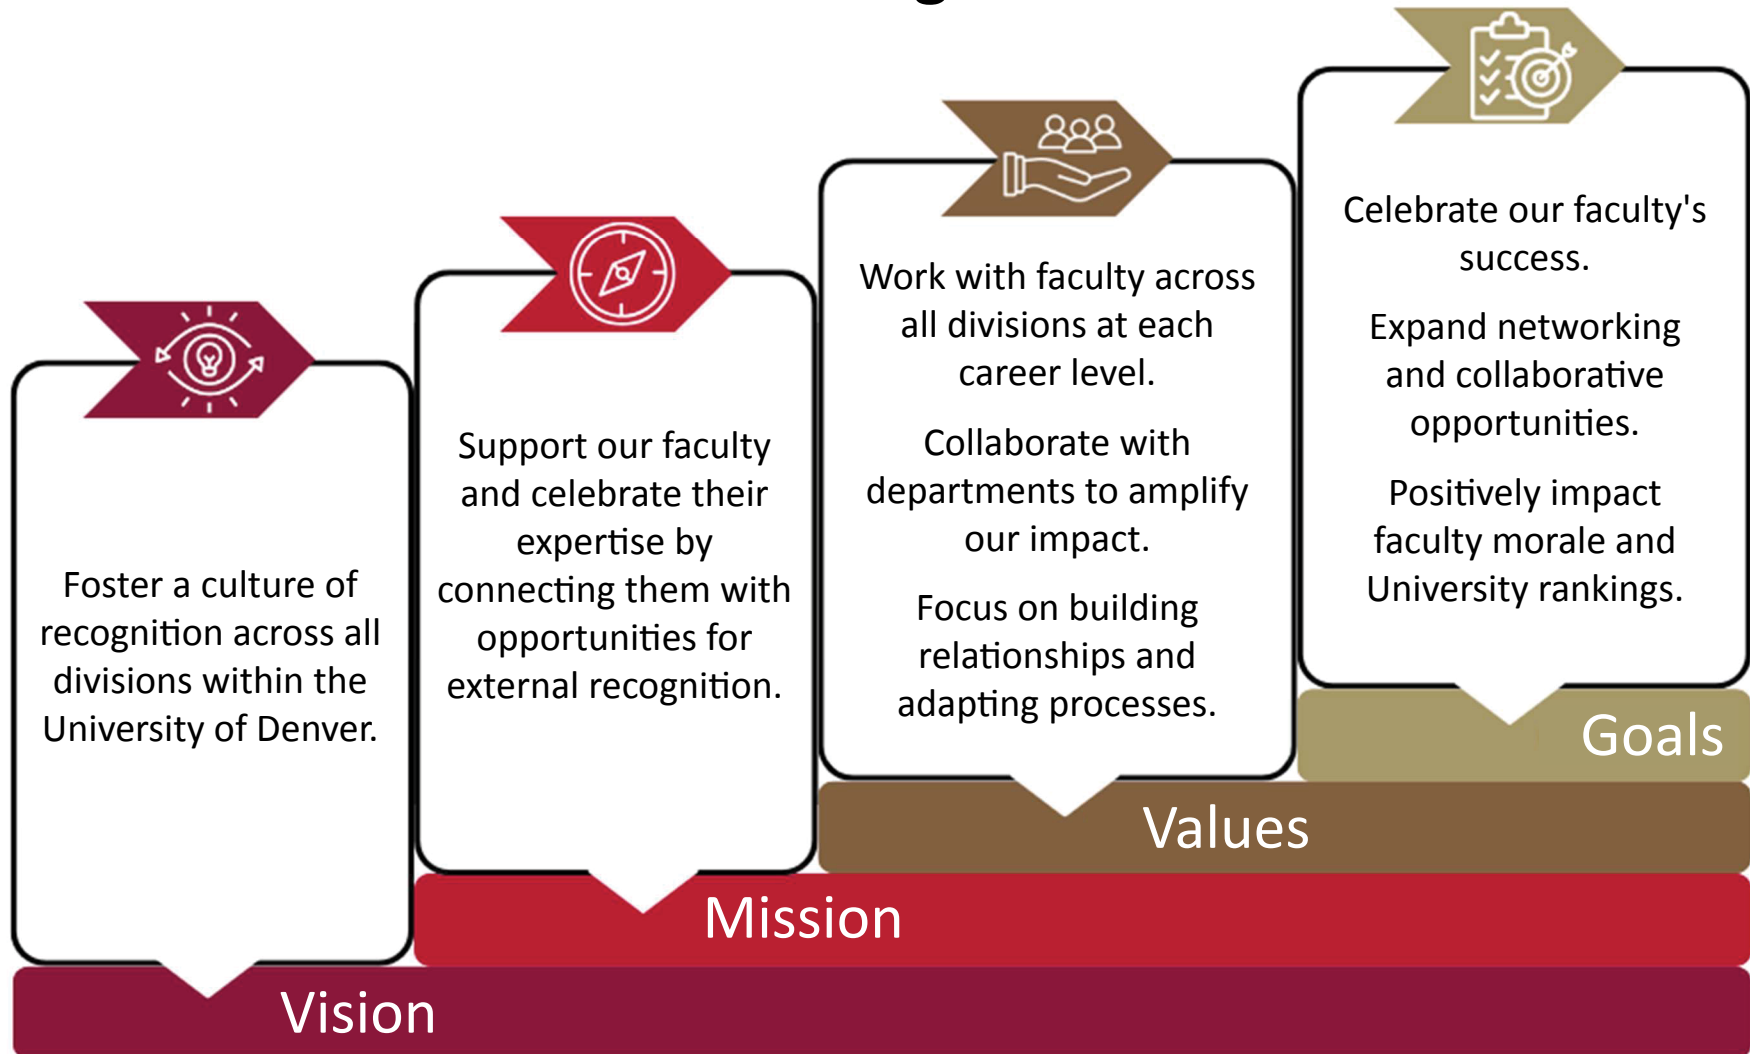 Foster a culture of
recognition across all
divisions within the
University of Denver.
Vision
Support our faculty
and celebrate their
expertise by
connecting them with
opportunities for
external recognition.
Mission
Work with faculty across
all divisions at each
career level.
Collaborate with
departments to amplify
our impact.
Focus on building
relationships and
adapting processes.
Values
Celebrate our faculty's
success.
Expand networking
and collaborative
opportunities.
Positively impact
faculty morale and
University rankings.
Goals